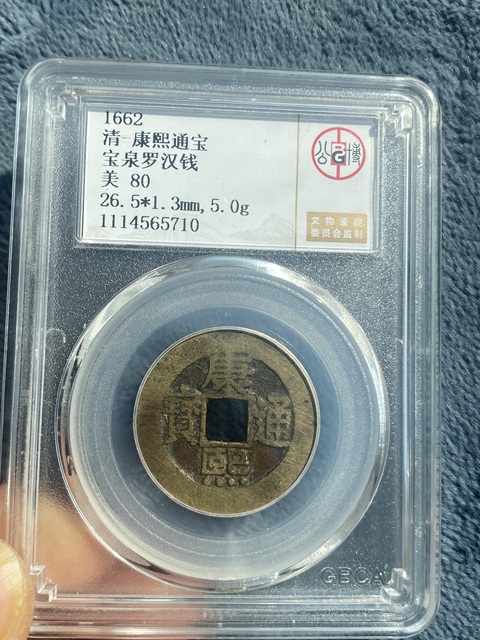 1662
清-康熙通宝
宝泉罗汉钱
美 80
26.5*1.3mm,5.0g
1114565710
公博
文物鉴定
委员会监制
康熙通寳
GBCA